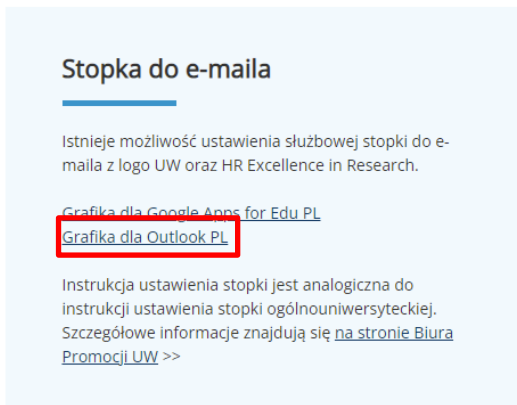 Stopka do e-maila
Istnieje możliwość ustawienia służbowej stopki do e-
maila z logo UW oraz HR Excellence in Research.
Grafika dla Google Apps for Edu PL
Grafika dla Outlook PL
Instrukcja ustawienia stopki jest analogiczna do
instrukcji ustawienia stopki ogólnouniwersyteckiej.
Szczegółowe informacje znajdują się na stronie Biura
Promocji UW >>